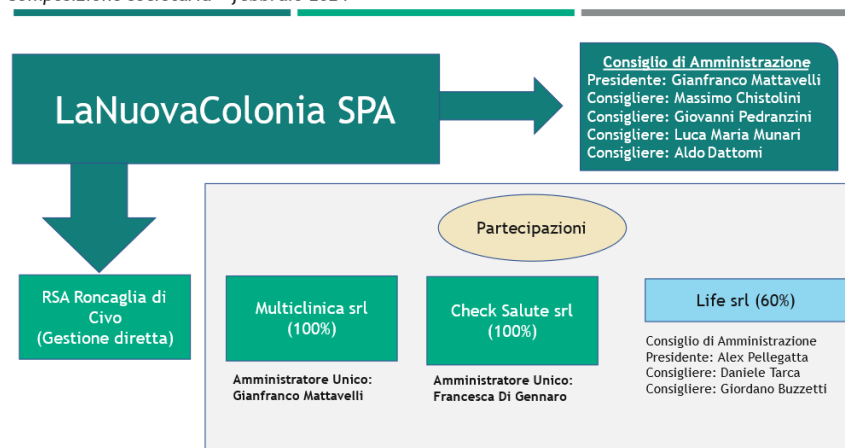 LaNuovaColonia SPA
Consiglio di Amministrazione
Presidente: Gianfranco Mattavelli
Consigliere: Massimo Chistolini
Consigliere: Giovanni Pedranzini
Consigliere: Luca Maria Munari
Consigliere: Aldo Dattomi
Partecipazioni
RSA Roncaglia di
Civo
(Gestione diretta)
Multiclinica srl
(100%)
Amministratore Unico:
Gianfranco Mattavelli
Check Salute srl
(100%)
Amministratore Unico:
Francesca Di Gennaro
Life srl (60%)
Consiglio di Amministrazione
Presidente: Alex Pellegatta
Consigliere: Daniele Tarca
Consigliere: Giordano Buzzetti